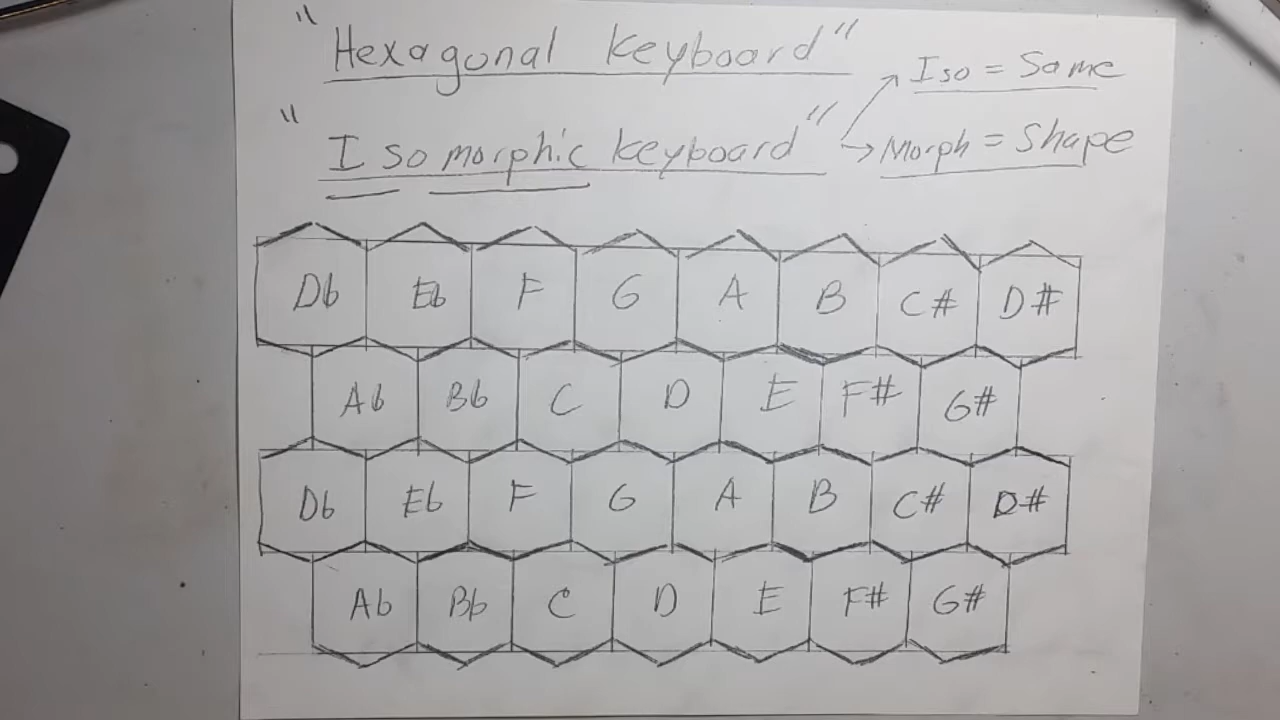 "Hexagonal keyboard"
Iso = Same
"Isomorphic keyboard"
Morph = Shape
Db Eb F G A B C# D#
Ab Bb C D E F# G#
Db Eb F G A B C# D#
Ab Bb C D E F# G#